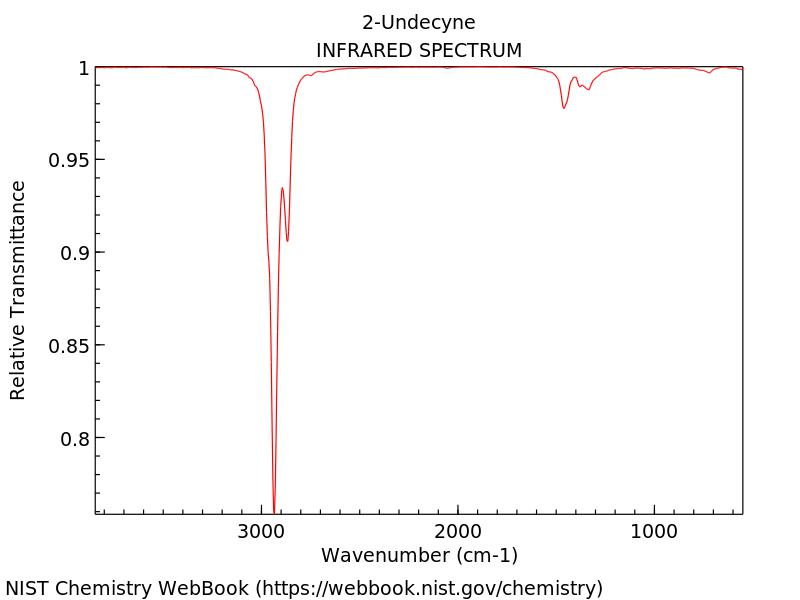 2-Undecyne
INFRARED SPECTRUM
1
0.95
0.9
0.85
0.8
Relative Transmittance
3000 2000 1000
Wavenumber (cm-1)
NIST Chemistry WebBook (https://webbook.nist.gov/chemistry)